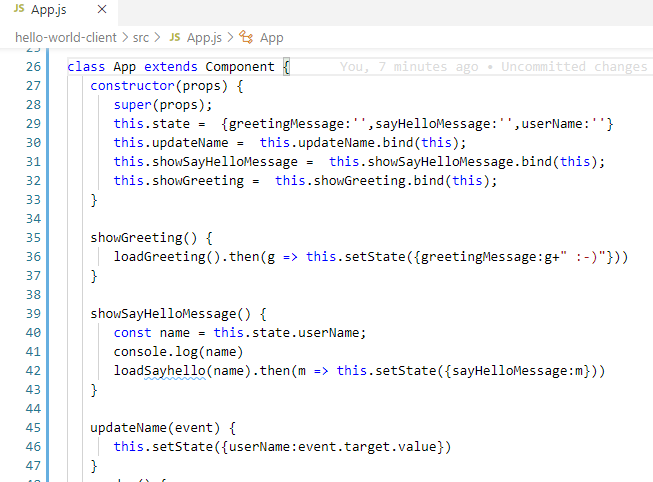 JS App.js ×
hello-world-client > src > JS App.js > App
25
26 class App extends Component { You, 7 minutes ago • Uncommitted changes
27 constructor(props) {
28 super(props);
29 this.state =  {greetingMessage:'',sayHelloMessage:'',userName:''}
30 this.updateName =  this.updateName.bind(this);
31 this.showSayHelloMessage =  this.showSayHelloMessage.bind(this);
32 this.showGreeting =  this.showGreeting.bind(this);
33 }
34
35 showGreeting() {
36 loadGreeting().then(g => this.setState({greetingMessage:g+" :-)"}))
37 }
38
39 showSayHelloMessage() {
40 const name = this.state.userName;
41 console.log(name)
42 loadSayhello(name).then(m => this.setState({sayHelloMessage:m}))
43 }
44
45 updateName(event) {
46 this.setState({userName:event.target.value})
47 }